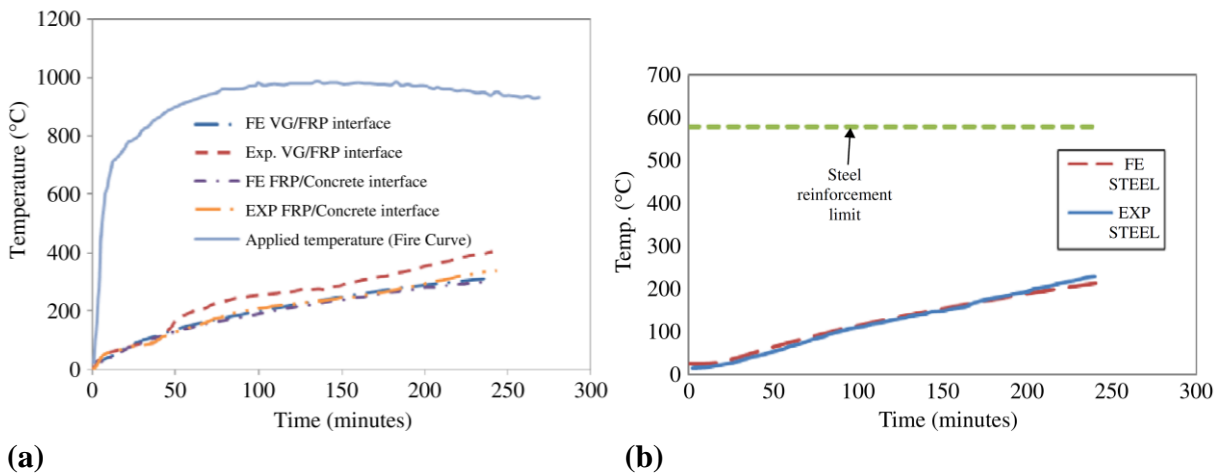 1200
1000
800
600
400
200
0
Temperature (°C)
FE VG/FRP interface
Exp. VG/FRP interface
FE FRP/Concrete interface
EXP FRP/Concrete interface
Applied temperature (Fire Curve)
0 50 100 150 200 250 300
Time (minutes)
(a)
700
600
500
400
300
200
100
0
Temp. (°C)
Steel
reinforcement
limit
FE
STEEL
EXP
STEEL
0 50 100 150 200 250 300
Time (minutes)
(b)